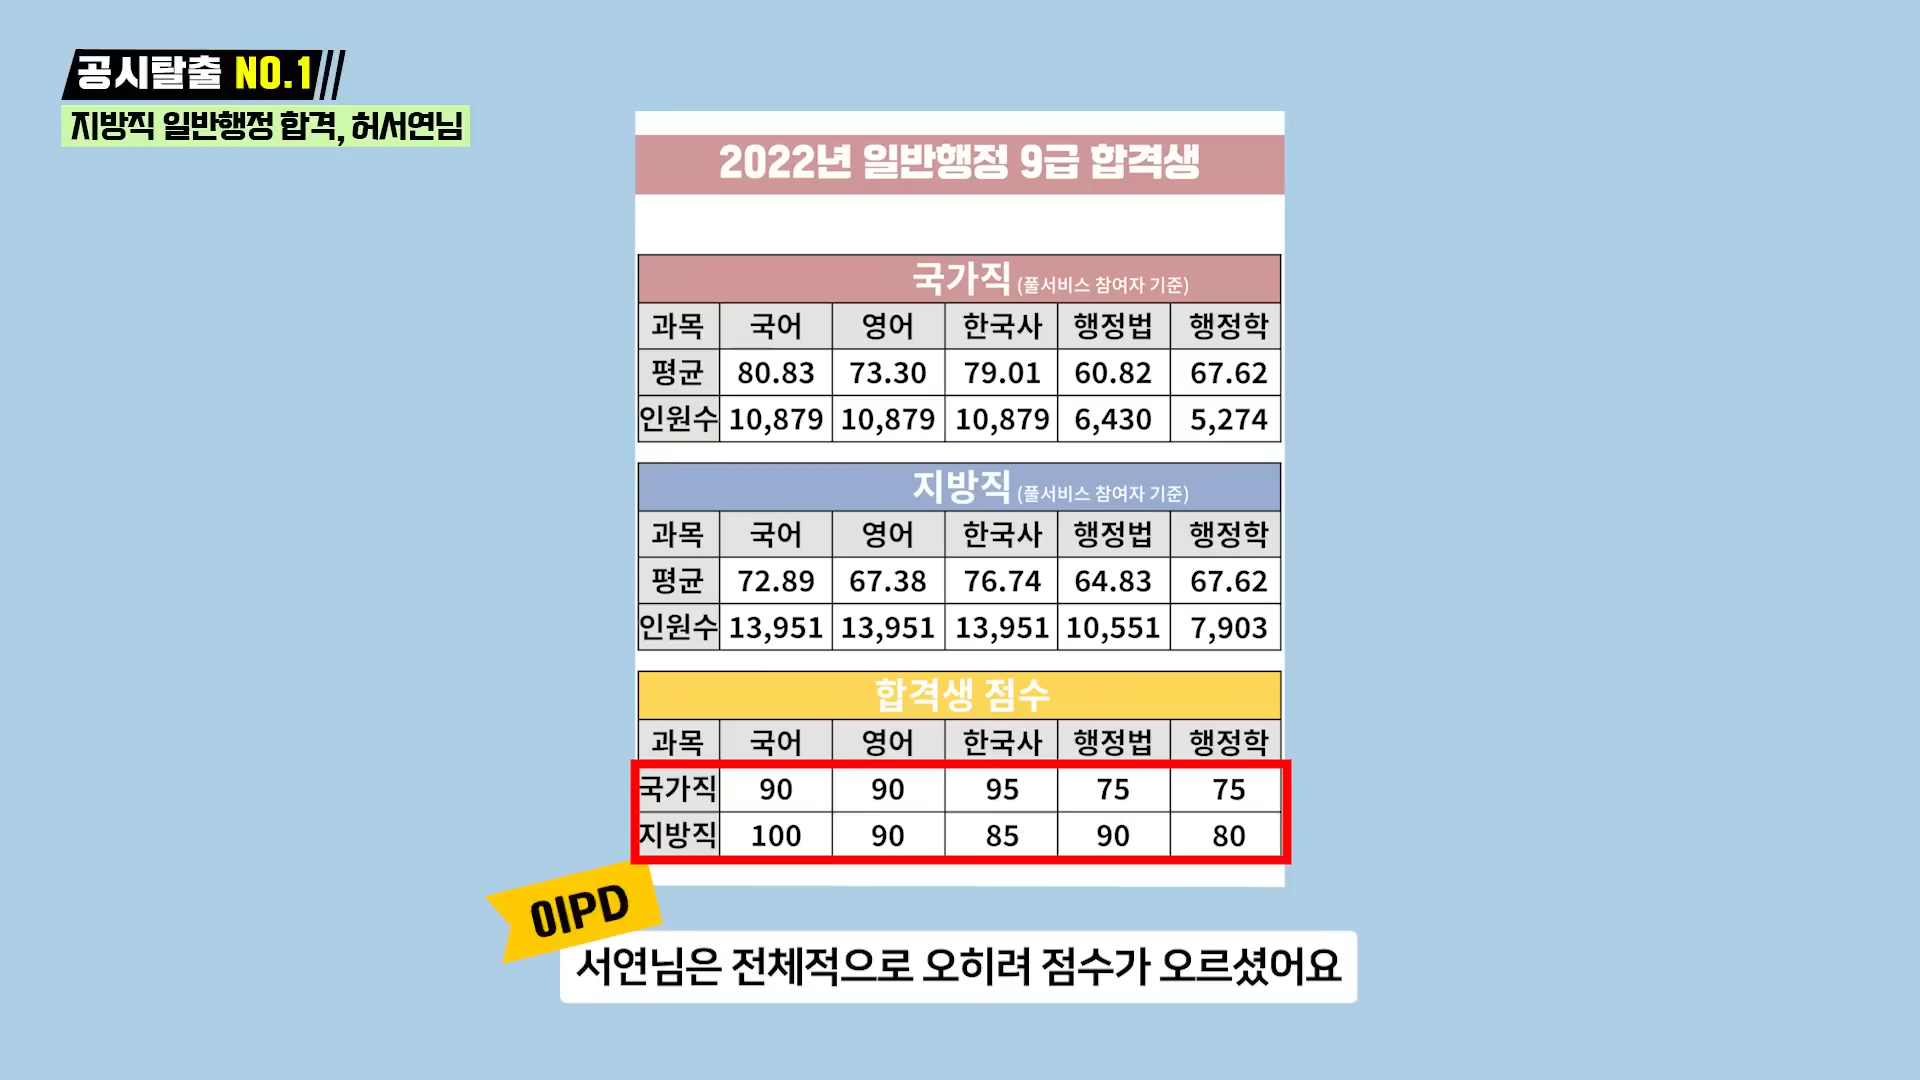 공시탈출 NO.1
지방직 일반행정 합격, 허서연님
2022년 일반행정 9급 합격생
국가직 (풀서비스 참여자 기준)
과목 국어 영어 한국사 행정법 행정학
평균 80.83 73.30 79.01 60.82 67.62
인원수 10,879 10,879 10,879 6,430 5,274
지방직 (풀서비스 참여자 기준)
과목 국어 영어 한국사 행정법 행정학
평균 72.89 67.38 76.74 64.83 67.62
인원수 13,951 13,951 13,951 10,551 7,903
합격생 점수
과목 국어 영어 한국사 행정법 행정학
국가직 90 90 95 75 75
지방직 100 90 85 90 80
이PD
서연님은 전체적으로 오히려 점수가 오르셨어요